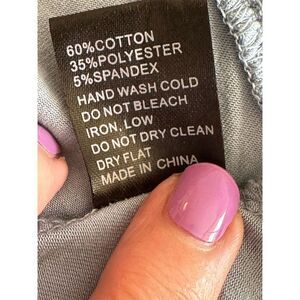 60%COTTON
35%POLYESTER
5%SPANDEX
HAND WASH COLD
DO NOT BLEACH
IRON, LOW
DO NOT DRY CLEAN
DRY FLAT
MADE IN CHINA